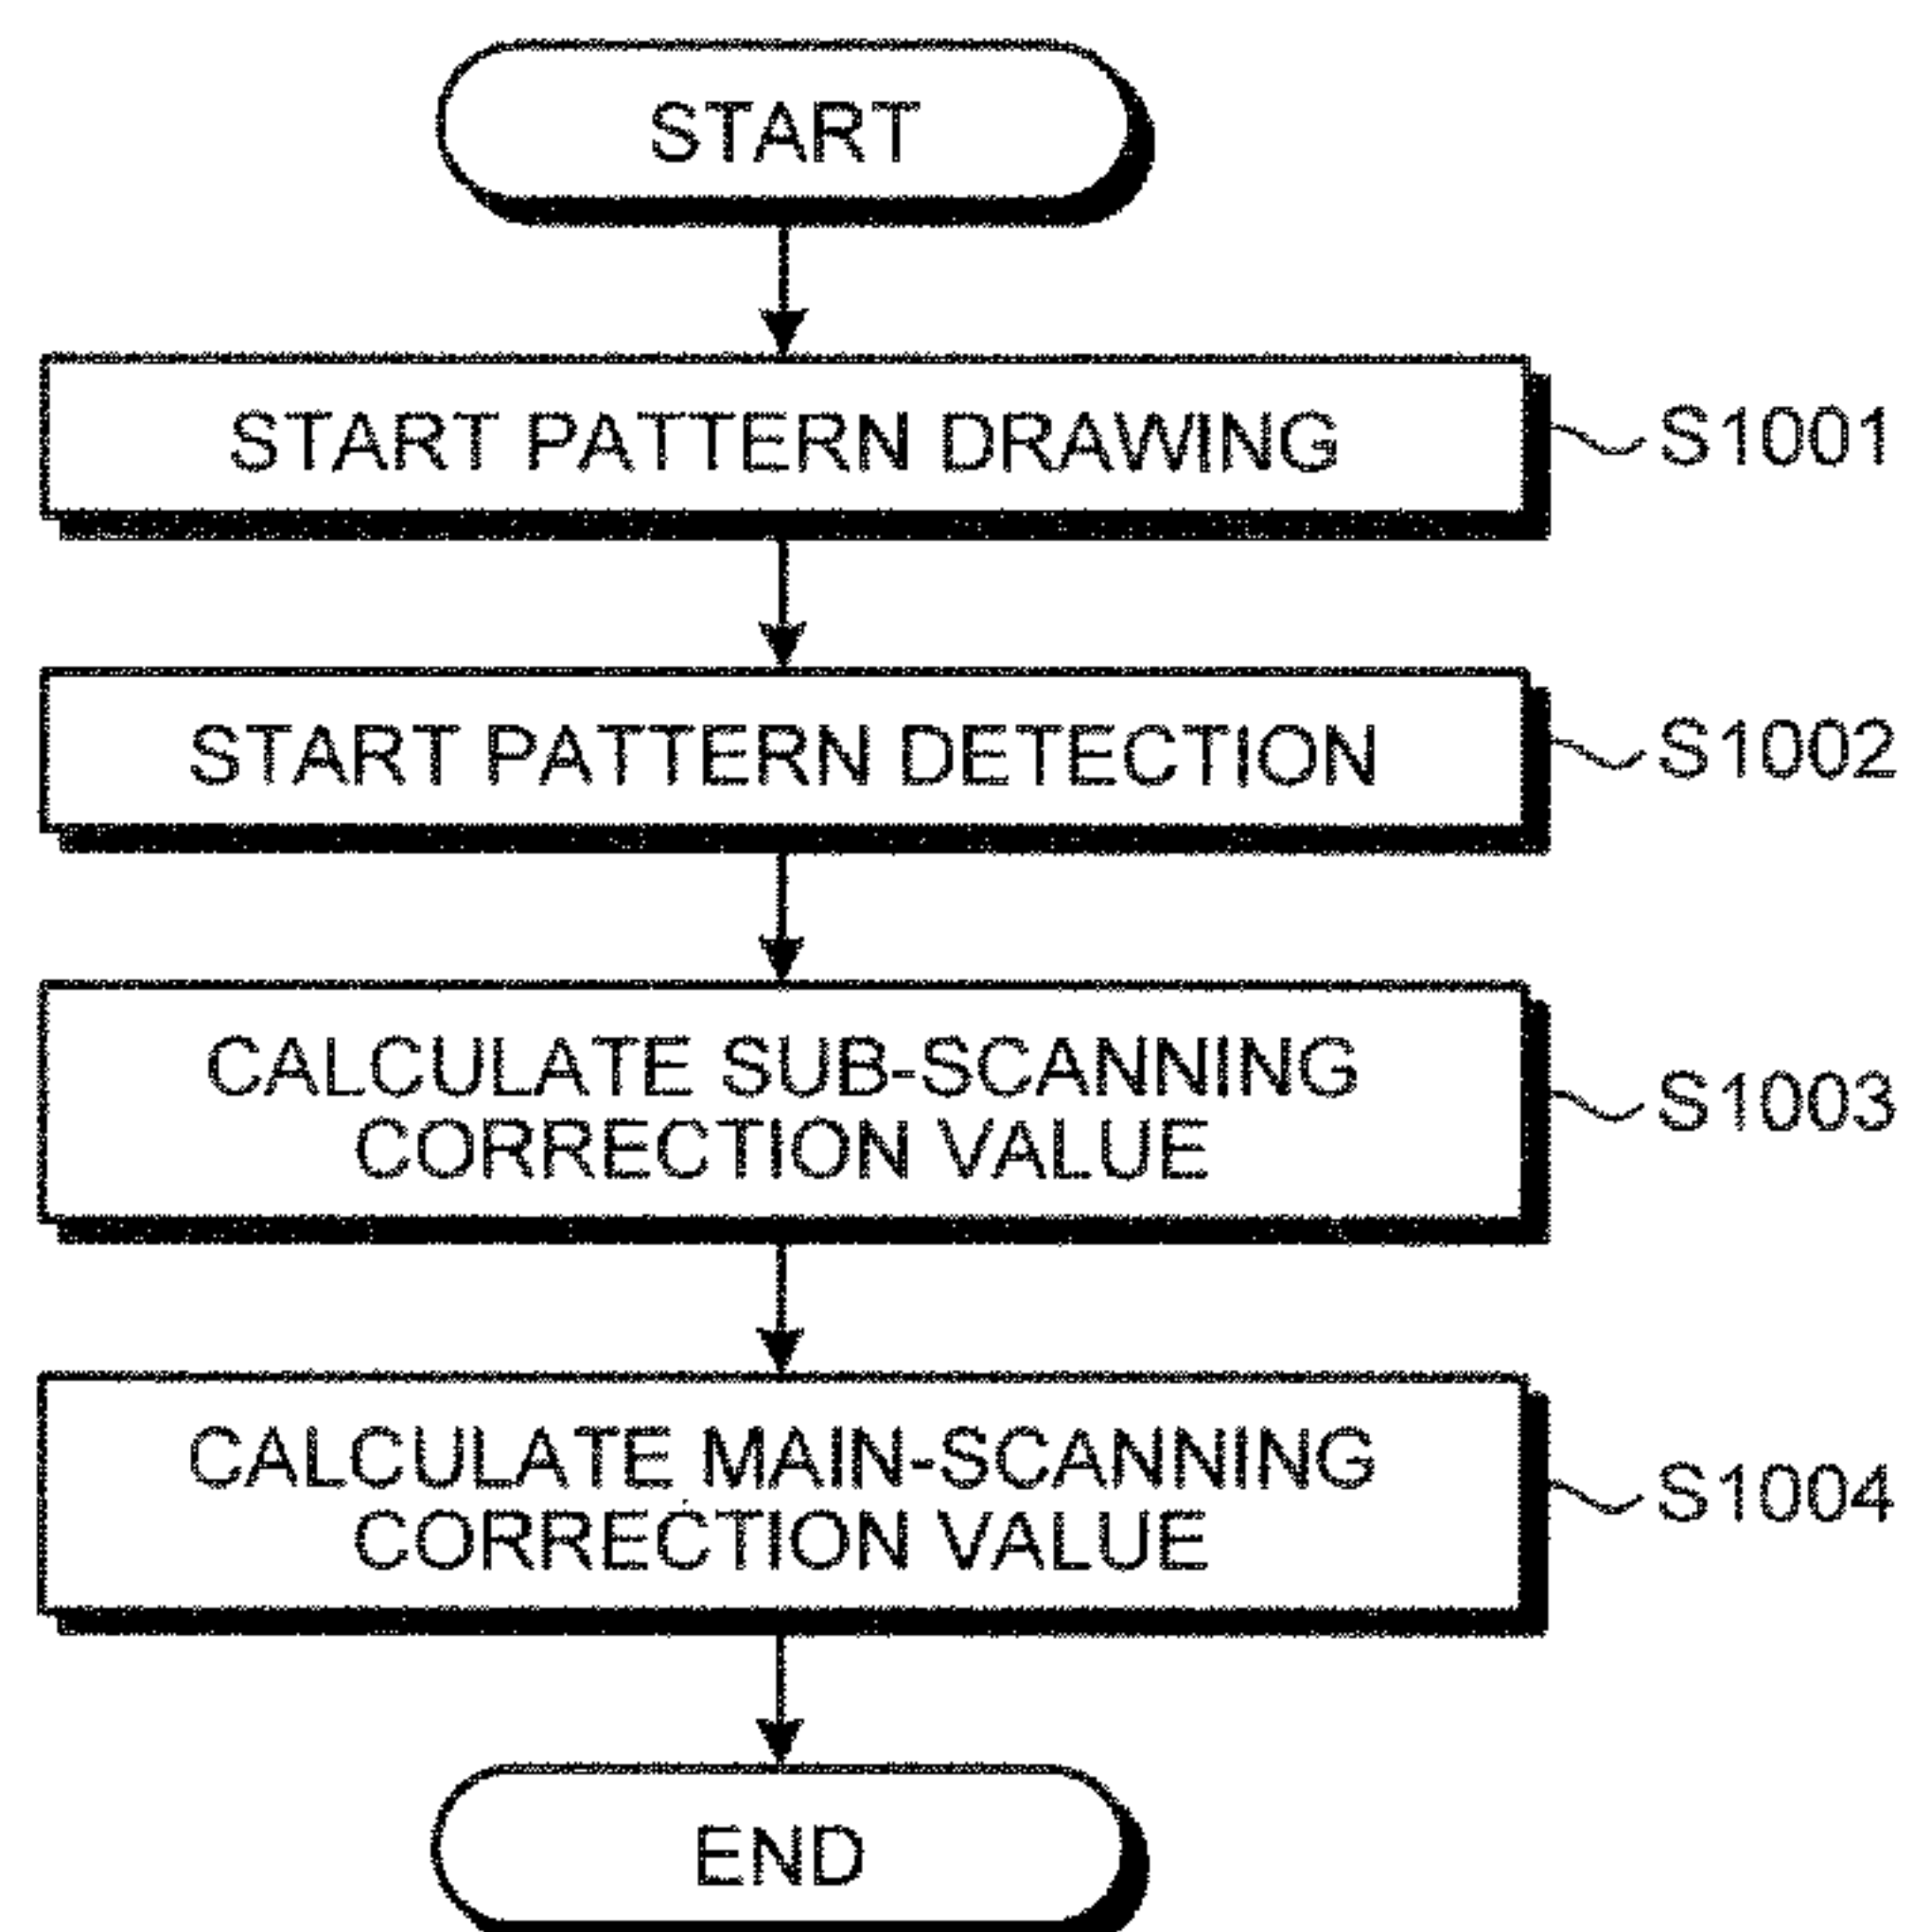 START
START PATTERN DRAWING
S1001
START PATTERN DETECTION
S1002
CALCULATE SUB-SCANNING
CORRECTION VALUE
S1003
CALCULATE MAIN-SCANNING
CORRECTION VALUE
S1004
END